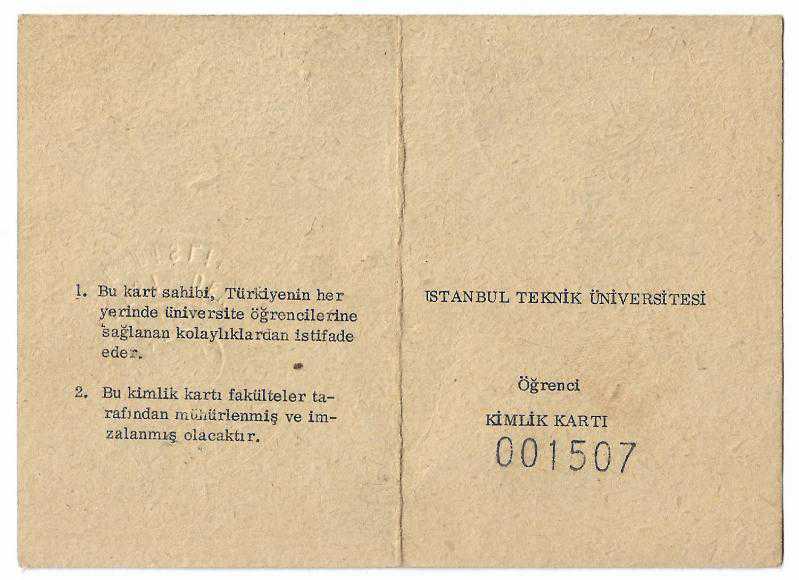 1. Bu kart sahibi, Türkiyenin her
yerinde üniversite öğrencilerine
sağlanan kolaylıklardan istifade
eder.
2. Bu kimlik kartı fakülteler ta-
rafından mühürlenmiş ve im-
zalanmış olacaktır.
İSTANBUL TEKNİK ÜNİVERSİTESİ
Öğrenci
KİMLİK KARTI
001507